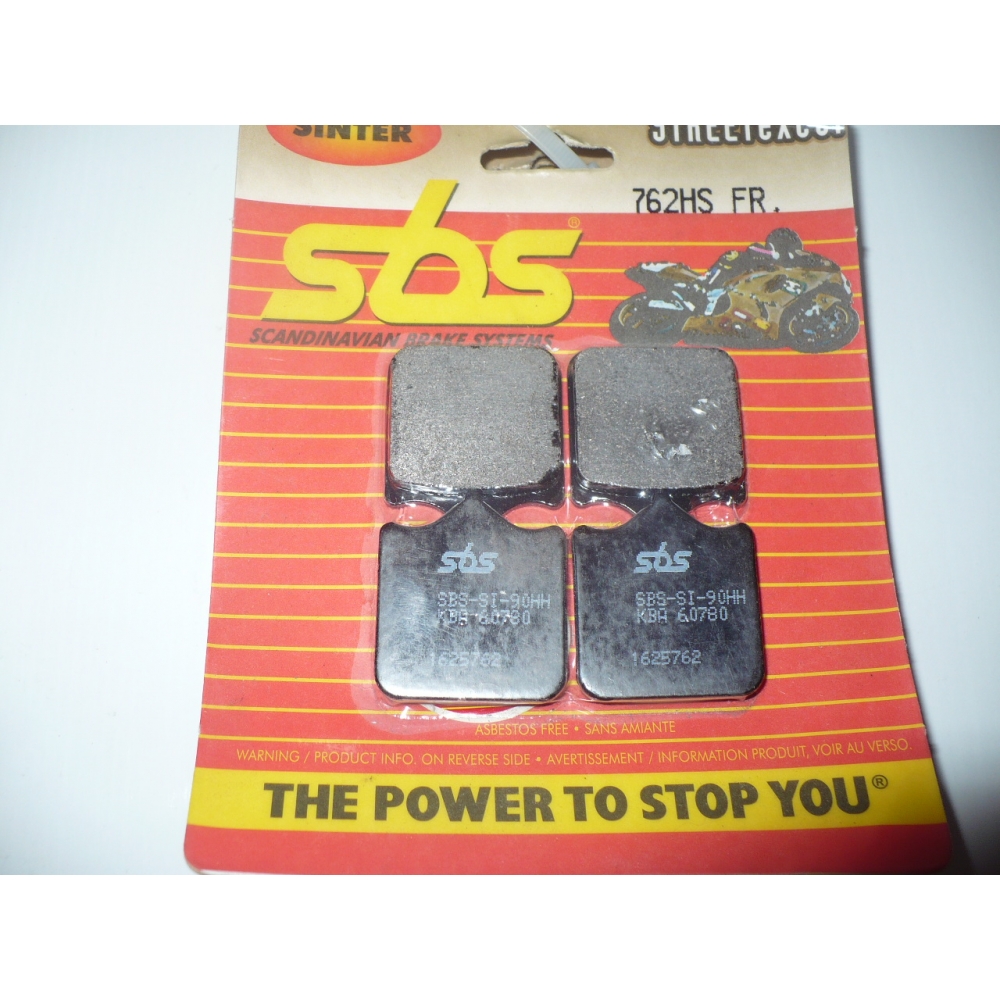 SINTER
762HS FR.
sbs®
SCANDINAVIAN BRAKE SYSTEMS
sbs
SBS-SI-90HH
KBA 60780
1625762
sbs
SBS-SI-90HH
KBA 60780
1625762
ASBESTOS FREE • SANS AMIANTE
WARNING / PRODUCT INFO. ON REVERSE SIDE • AVERTISSEMENT / INFORMATION PRODUIT, VOIR AU VERSO.
THE POWER TO STOP YOU®